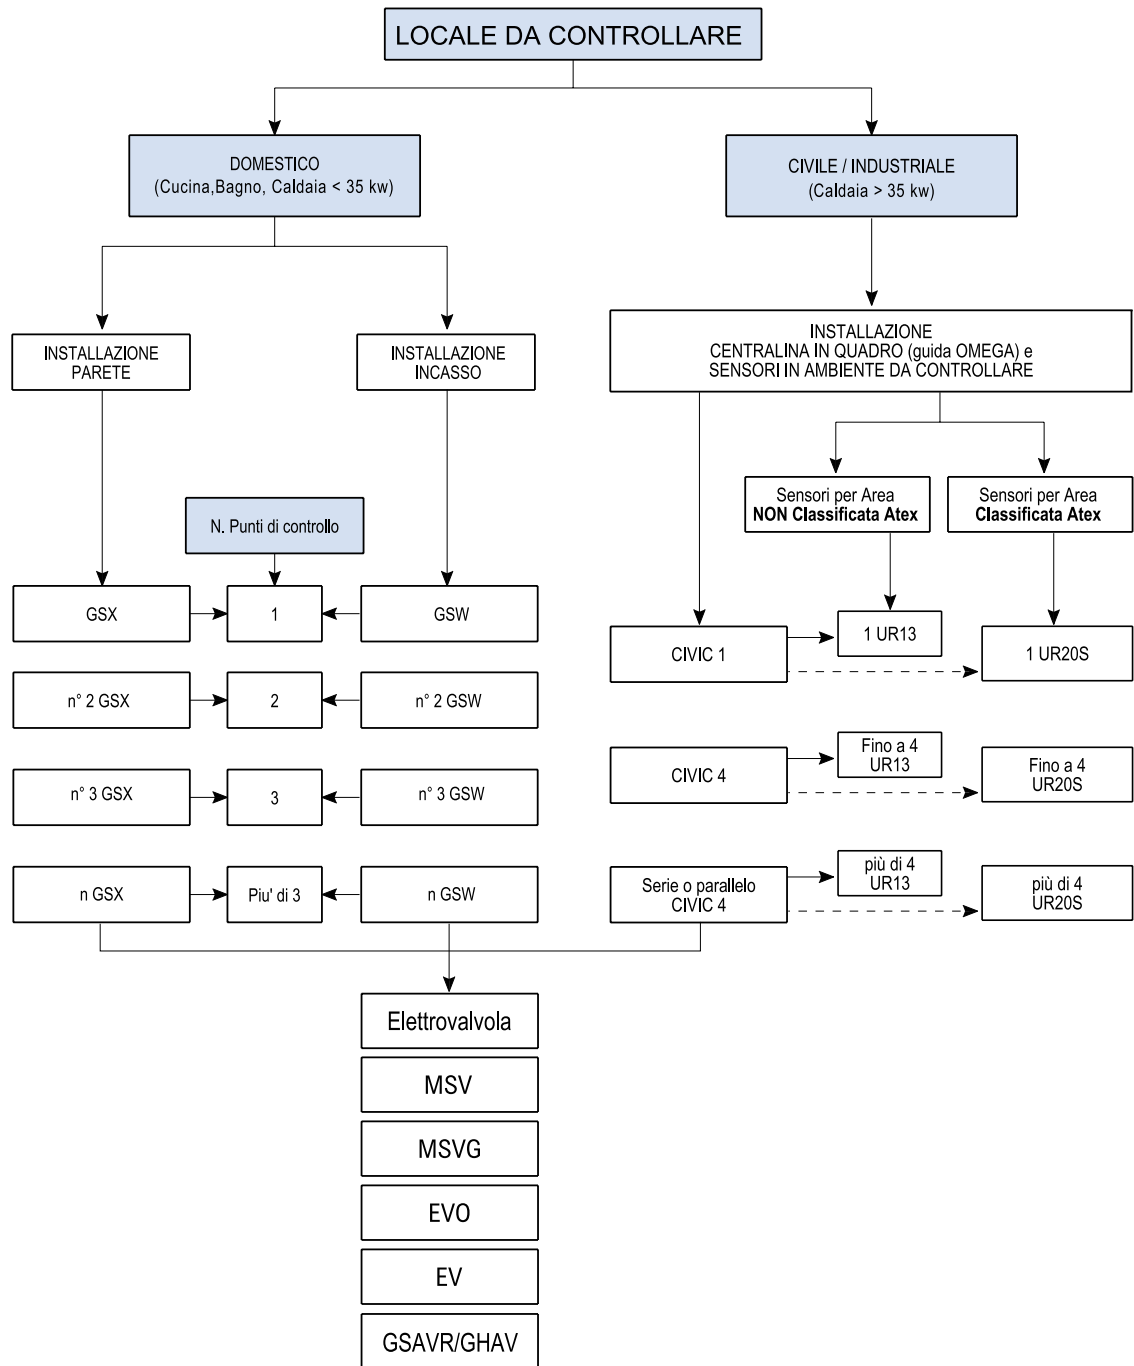 LOCALE DA CONTROLLARE
DOMESTICO
(Cucina,Bagno, Caldaia < 35 kw)
CIVILE / INDUSTRIALE
(Caldaia > 35 kw)
INSTALLAZIONE
PARETE
INSTALLAZIONE
INCASSO
INSTALLAZIONE
CENTRALINA IN QUADRO (guida OMEGA) e
SENSORI IN AMBIENTE DA CONTROLLARE
Sensori per Area
NON Classificata Atex
Sensori per Area
Classificata Atex
N. Punti di controllo
GSX
1
GSW
CIVIC 1
1 UR13
1 UR20S
n° 2 GSX
2
n° 2 GSW
n° 3 GSX
3
n° 3 GSW
CIVIC 4
Fino a 4
UR13
Fino a 4
UR20S
n GSX
Piu' di 3
n GSW
Serie o parallelo
CIVIC 4
più di 4
UR13
più di 4
UR20S
Elettrovalvola
MSV
MSVG
EVO
EV
GSAVR/GHAV